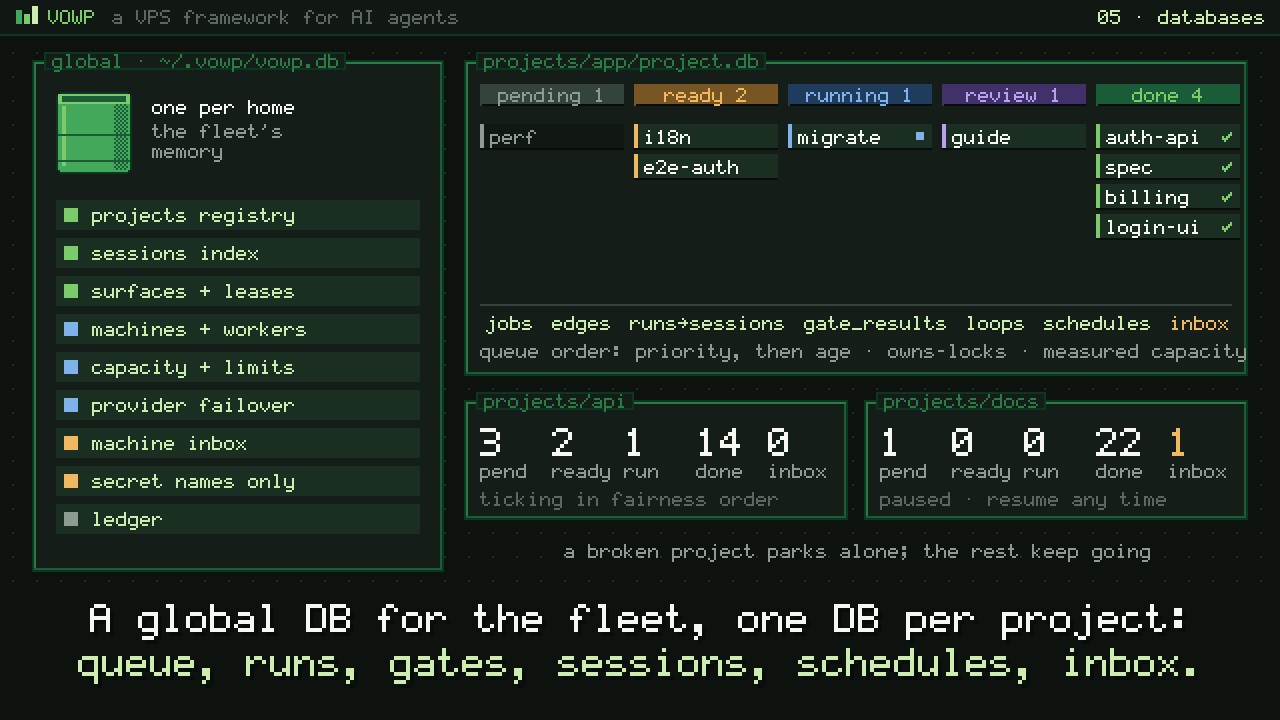 VOWP a VPS framework for AI agents
05 · databases
global · ~/.vowp/vowp.db
one per home
the fleet's
memory
projects registry
sessions index
surfaces + leases
machines + workers
capacity + limits
provider failover
machine inbox
secret names only
ledger
projects/app/project.db
pending 1 ready 2 running 1 review 1 done 4
perf i18n migrate guide auth-api ✓
e2e-auth spec ✓
billing ✓
login-ui ✓
jobs edges runs→sessions gate_results loops schedules inbox
queue order: priority, then age · owns-locks · measured capacity
projects/api
3 2 1 14 0
pend ready run done inbox
ticking in fairness order
projects/docs
1 0 0 22 1
pend ready run done inbox
paused · resume any time
a broken project parks alone; the rest keep going
A global DB for the fleet, one DB per project:
queue, runs, gates, sessions, schedules, inbox.